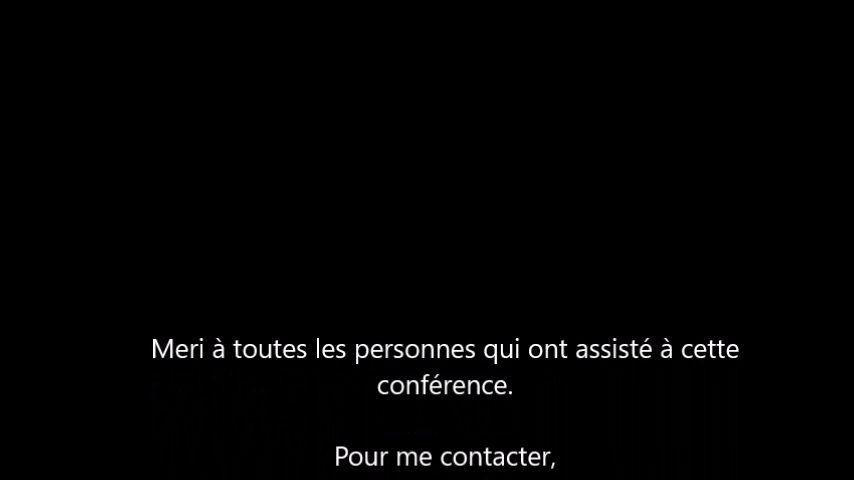 Meri à toutes les personnes qui ont assisté à cette
conférence.
Pour me contacter,